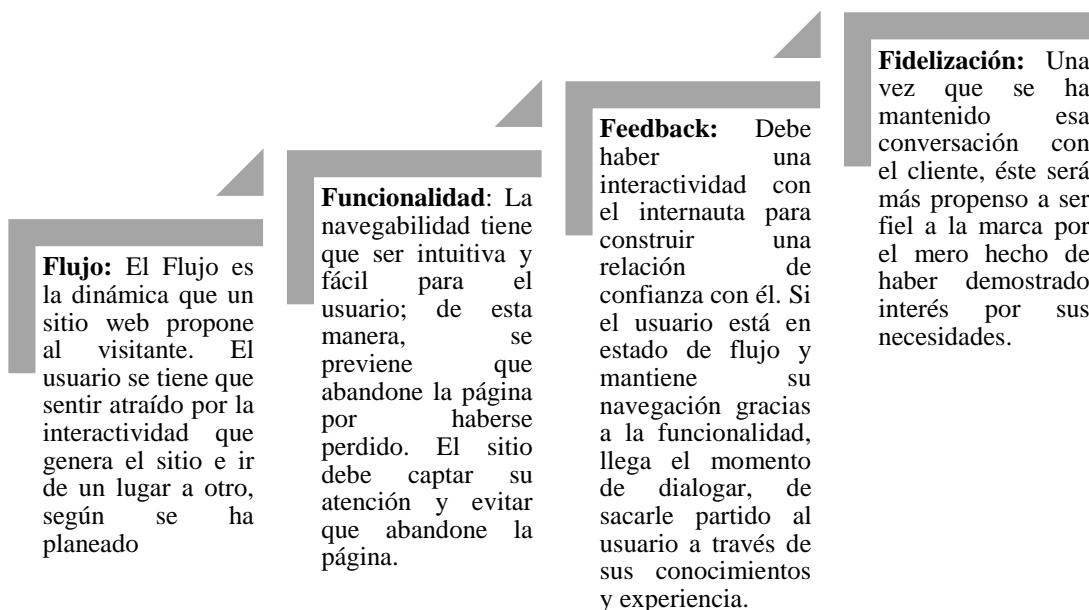 Flujo: El Flujo es
la dinámica que un
sitio web propone
al visitante. El
usuario se tiene que
sentir atraído por la
interactividad que
genera el sitio e ir
de un lugar a otro,
según se ha
planeado
Funcionalidad: La
navegabilidad tiene
que ser intuitiva y
fácil para el
usuario; de esta
manera, se
previene que
abandone la página
por haberse
perdido. El sitio
debe captar su
atención y evitar
que abandone la
página.
Feedback: Debe
haber una
interactividad con
el internauta para
construir una
relación de
confianza con él. Si
el usuario está en
estado de flujo y
mantiene su
navegación gracias
a la funcionalidad,
llega el momento
de dialogar, de
sacarle partido al
usuario a través de
sus conocimientos
y experiencia.
Fidelización: Una
vez que se ha
mantenido esa
conversación con
el cliente, éste será
más propenso a ser
fiel a la marca por
el mero hecho de
haber demostrado
interés por sus
necesidades.